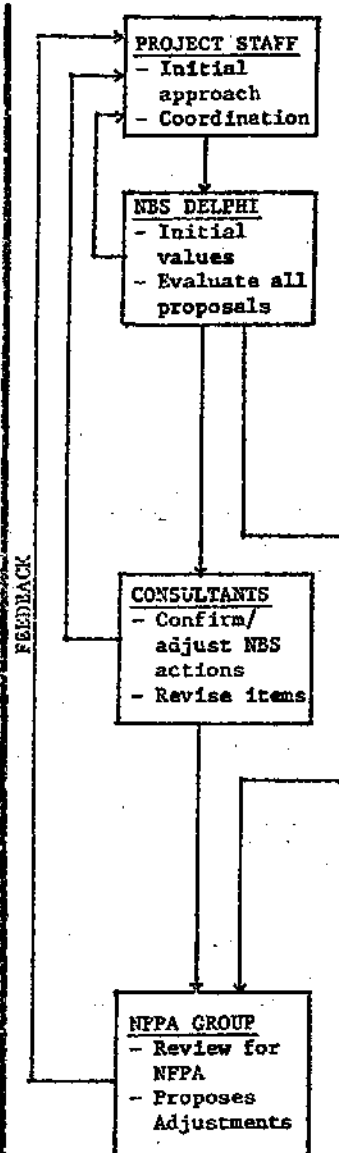 PROJECT STAFF
- Initial
approach
- Coordination
NBS DELPHI
- Initial
values
- Evaluate all
proposals
FEEDBACK
CONSULTANTS
- Confirm/
adjust NBS
actions
- Revise items
NFPA GROUP
- Review for
NFPA
- Proposes
Adjustments